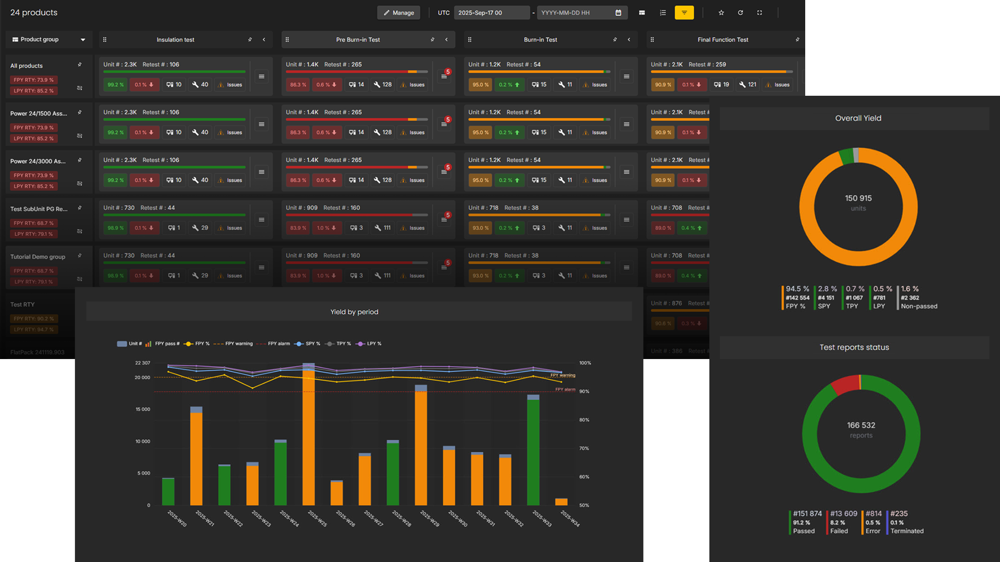 24 products
Manage
UTC 2025-Sep-17 00 - YYYY-MM-DD HH
Product group
Insulation test
Pre Burn-in Test
Burn-in Test
Final Function Test
All products
FPY RTY: 73.9 %
LPY RTY: 85.2 %
Unit # : 2.3K Retest # : 106
99.2 % 0.1 % 10 40 Issues
Unit # : 1.4K Retest # : 265
86.3 % 0.6 % 14 128 Issues
5
Unit # : 1.2K Retest # : 54
95.0 % 0.2 % 15 11 Issues
Unit # : 2.1K Retest # : 259
90.9 % 0.1 % 19 121 Issues
Power 24/1500 Ass...
FPY RTY: 73.9 %
LPY RTY: 85.2 %
Unit # : 2.3K Retest # : 106
99.2 % 0.1 % 10 40 Issues
Unit # : 1.4K Retest # : 265
86.3 % 0.6 % 14 128 Issues
5
Unit # : 1.2K Retest # : 54
95.0 % 0.2 % 15 11 Issues
Unit # : 2.1K Retest #
90.9 % 0.1 %
Power 24/3000 As...
FPY RTY: 73.9 %
LPY RTY: 85.2 %
Unit # : 2.3K Retest # : 106
99.2 % 0.1 % 10 40 Issues
Unit # : 1.4K Retest # : 265
86.3 % 0.6 % 14 128 Issues
5
Unit # : 1.2K Retest # : 54
95.0 % 0.2 % 15 11 Issues
Unit # : 2.1K Retest #
90.9 % 0.1 %
Test SubUnit PG Re...
FPY RTY: 68.7 %
LPY RTY: 79.1 %
Unit # : 730 Retest # : 44
98.9 % 0.1 % 1 29 Issues
Unit # : 909 Retest # : 160
83.9 % 1.0 % 3 111 Issues
5
Unit # : 718 Retest # : 38
93.0 % 0.2 % 3 11 Issues
Unit # : 708 Retest #
89.0 % 0.4 %
Tutorial Demo group
FPY RTY: 68.7 %
LPY RTY: 79.1 %
Unit # : 730 Retest # : 44
98.9 % 0.1 % 1 29 Issues
Unit # : 909 Retest # : 160
83.9 % 1.0 % 3 111 Issues
5
Unit # : 718 Retest # : 38
93.0 % 0.2 % 3 11 Issues
Unit # : 708 Retest #
89.0 % 0.4 %
Test RTY
FPY RTY: 90.2 %
LPY RTY: 94.7 %
Unit # : 876 Retest #
90.6 % 0.3 %
FlatPack 241119.903
Unit # : 386 Retest #
Yield by period
Unit # FPY pass # FPY % FPY warning FPY alarm SPY % TPY % LPY %
22 307
20 000
15 000
10 000
5 000
0
100%
90%
80%
70%
60%
50%
FPY warning
FPY alarm
2025-W20
2025-W21
2025-W22
2025-W23
2025-W24
2025-W25
2025-W26
2025-W27
2025-W28
2025-W29
2025-W30
2025-W31
2025-W32
2025-W33
2025-W34
Overall Yield
150 915
units
94.5 % 2.8 % 0.7 % 0.5 % 1.6 %
#142 554 #4 151 #1 067 #781 #2 362
FPY % SPY TPY LPY Non-passed
Test reports status
166 532
reports
#151 874 #13 609 #814 #235
91.2 % 8.2 % 0.5 % 0.1 %
Passed Failed Error Terminated